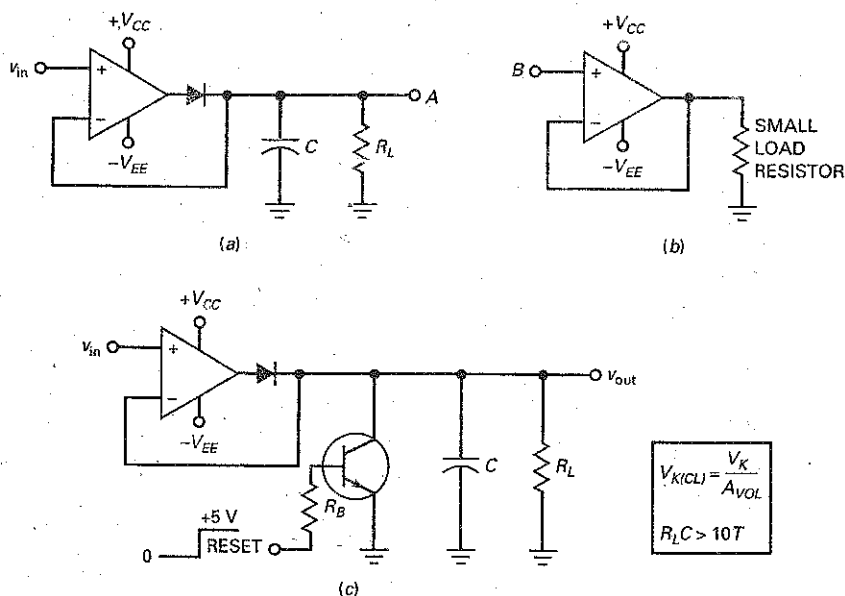 +V_CC
v_in
+
−
−V_EE
C
R_L
A
(a)
+V_CC
B
+
−
−V_EE
SMALL
LOAD
RESISTOR
(b)
+V_CC
v_in
+
−
−V_EE
v_out
R_B
C
R_L
+5 V
0
RESET
(c)
V_K(CL) = V_K / A_VOL
R_L C > 10T